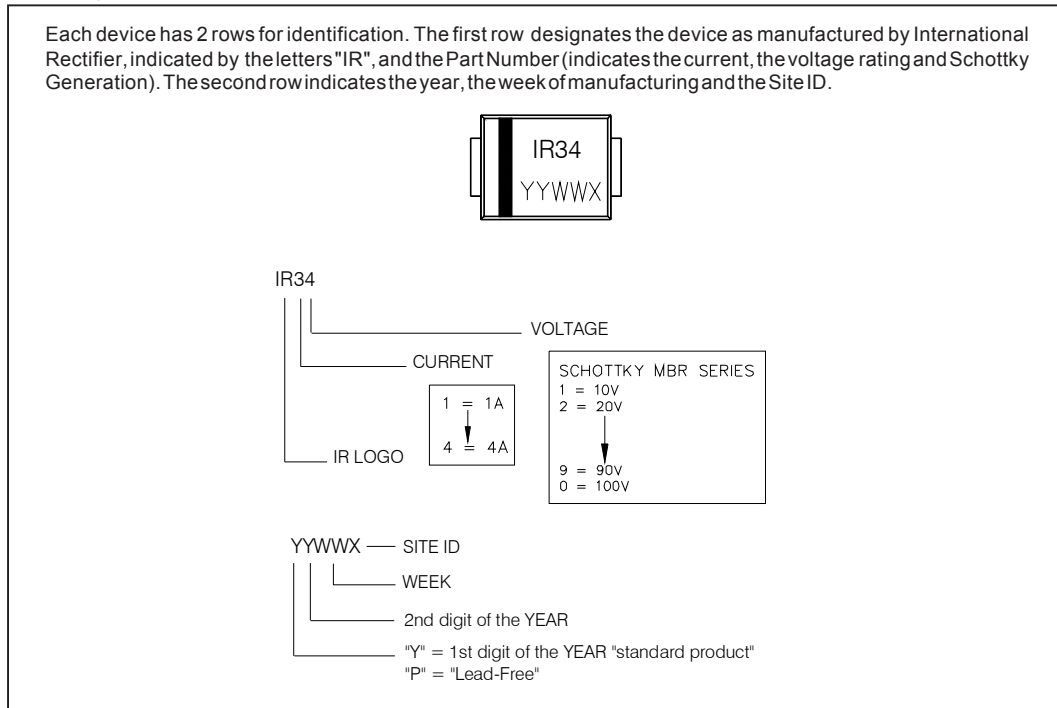 Each device has 2 rows for identification. The first row designates the device as manufactured by International
Rectifier, indicated by the letters "IR", and the Part Number (indicates the current, the voltage rating and Schottky
Generation). The second row indicates the year, the week of manufacturing and the Site ID.
IR34
YYWWX
IR34
VOLTAGE
CURRENT
SCHOTTKY MBR SERIES
1 = 10V
2 = 20V
9 = 90V
0 = 100V
1 = 1A
4 = 4A
IR LOGO
YYWWX
SITE ID
WEEK
2nd digit of the YEAR
"Y" = 1st digit of the YEAR "standard product"
"P" = "Lead-Free"